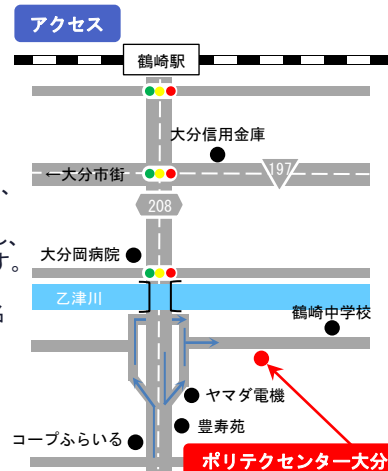 アクセス
鶴崎駅
大分信用金庫
、
←大分市街
197
208
し、
大分岡病院
す。
乙津川
鶴崎中学校
ヤマダ電機
豊寿苑
コープふらいる
ポリテクセンター大分